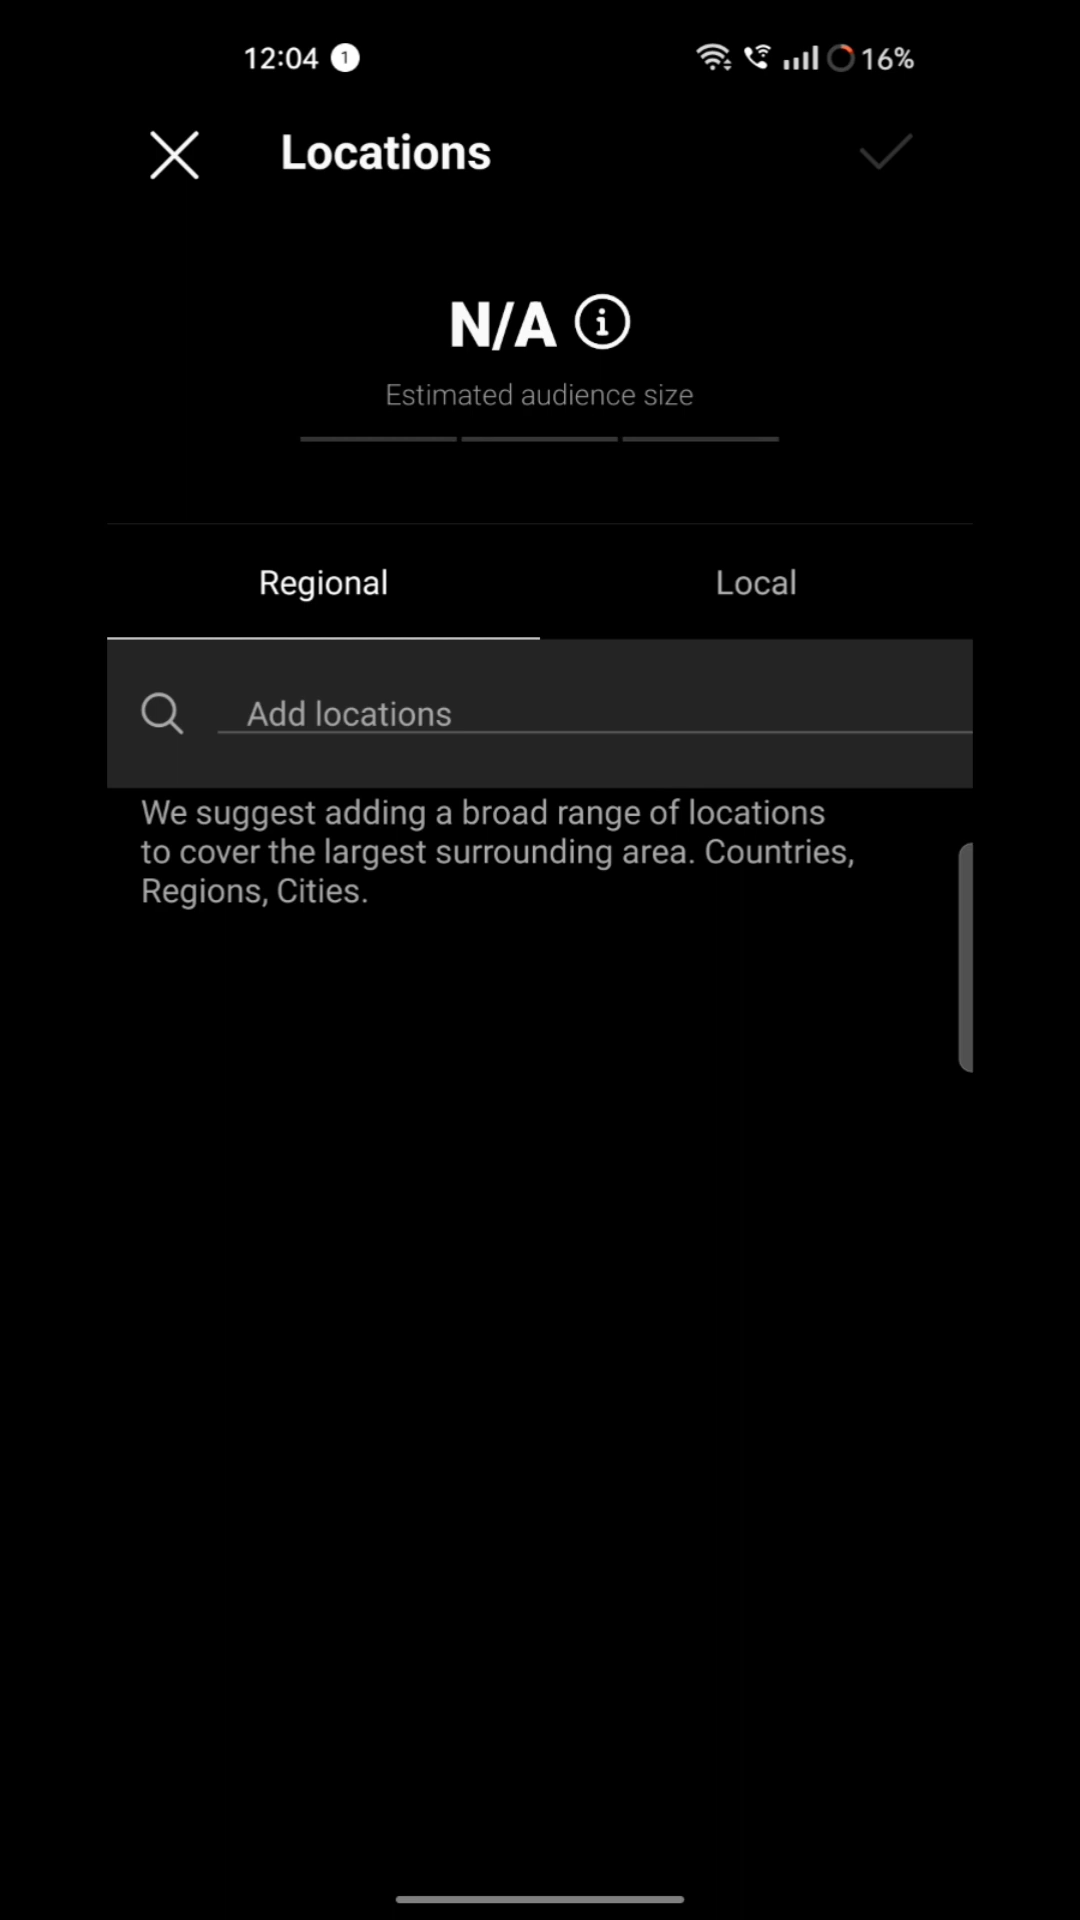 12:04 1 16%
Locations
N/A i
Estimated audience size
Regional Local
Add locations
We suggest adding a broad range of locations
to cover the largest surrounding area. Countries,
Regions, Cities.